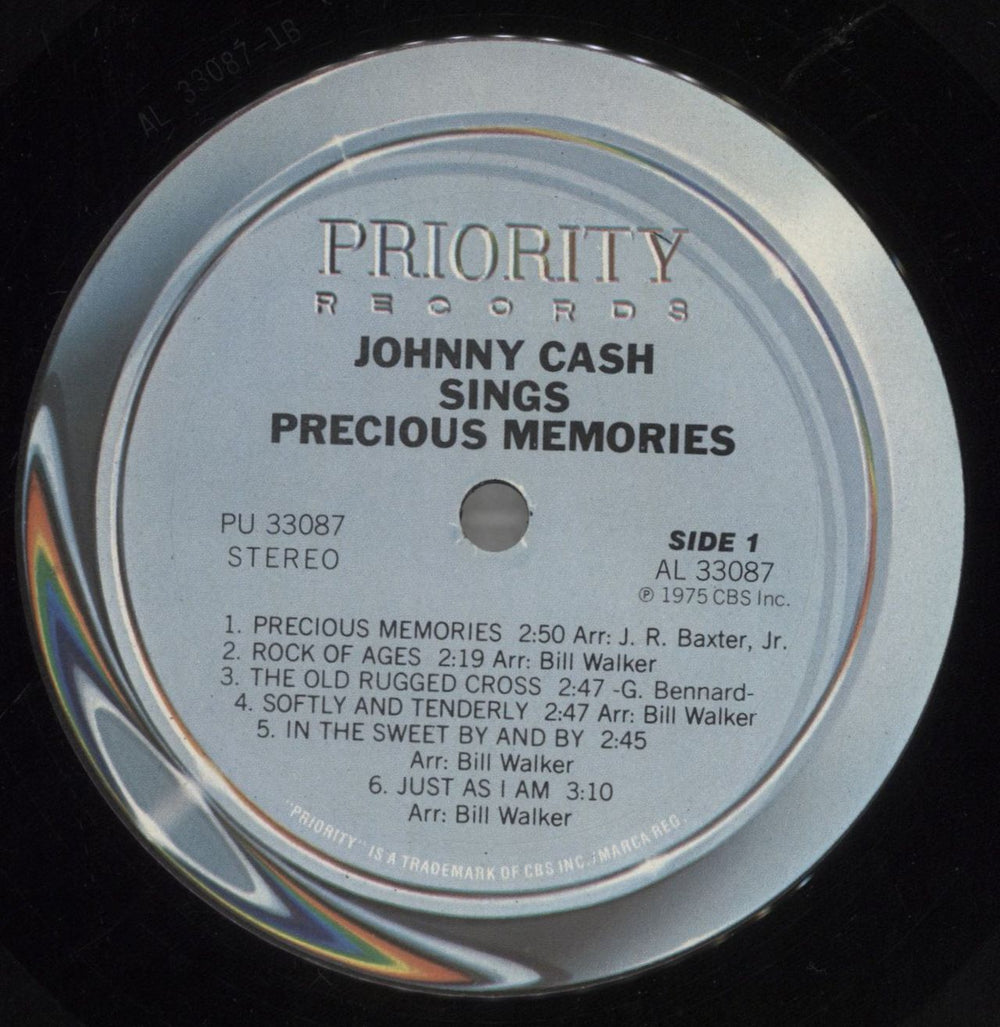 AL 33087-1B
PRIORITY
RECORDS
JOHNNY CASH
SINGS
PRECIOUS MEMORIES
PU 33087
STEREO
SIDE 1
AL 33087
℗ 1975 CBS Inc.
1. PRECIOUS MEMORIES 2:50 Arr: J. R. Baxter, Jr.
2. ROCK OF AGES 2:19 Arr: Bill Walker
3. THE OLD RUGGED CROSS 2:47 -G. Bennard-
4. SOFTLY AND TENDERLY 2:47 Arr: Bill Walker
5. IN THE SWEET BY AND BY 2:45
Arr: Bill Walker
6. JUST AS I AM 3:10
Arr: Bill Walker
"PRIORITY" IS A TRADEMARK OF CBS INC./MARCA REG.